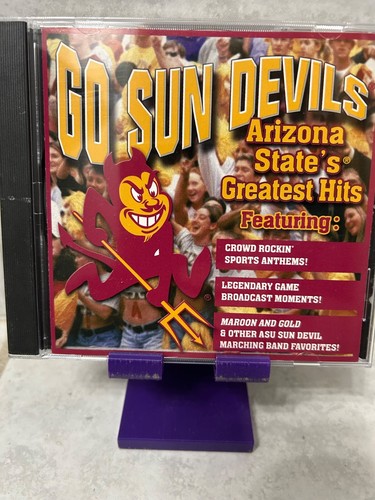 GO SUN DEVILS
Arizona
State's®
Greatest Hits
Featuring:
CROWD ROCKIN'
SPORTS ANTHEMS!
LEGENDARY GAME
BROADCAST MOMENTS!
MAROON AND GOLD
& OTHER ASU SUN DEVIL
MARCHING BAND FAVORITES!